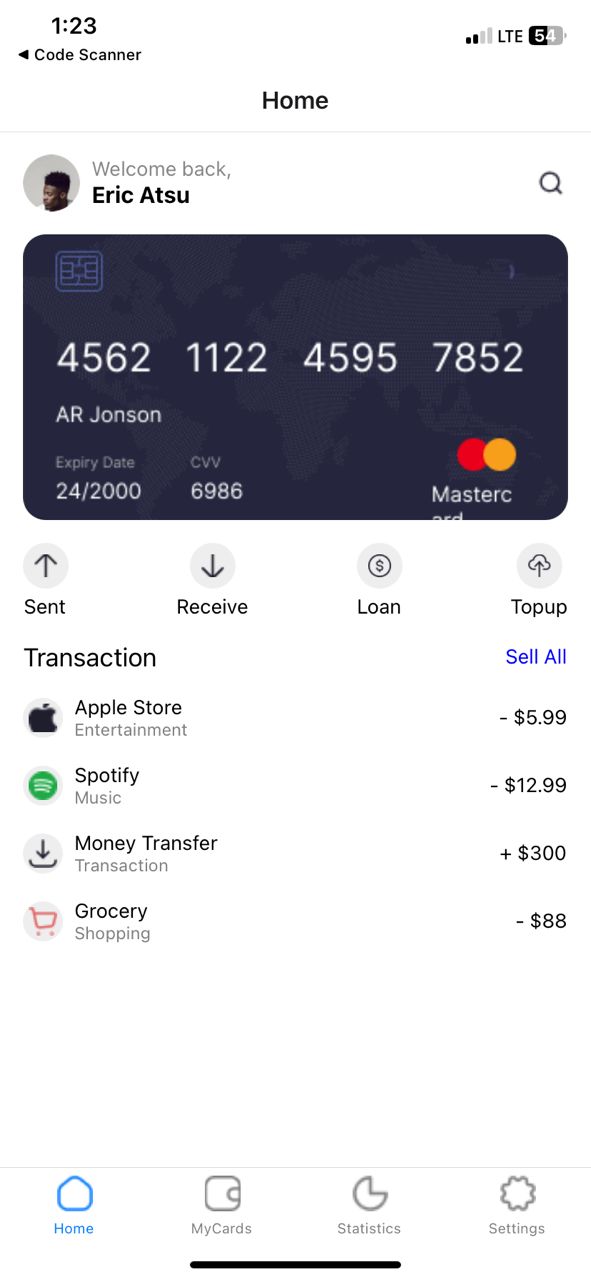 1:23
LTE 54
◀ Code Scanner
Home
Welcome back,
Eric Atsu
4562 1122 4595 7852
AR Jonson
Expiry Date CVV
24/2000 6986
Masterc
ard
Sent Receive Loan Topup
Transaction Sell All
Apple Store
Entertainment
- $5.99
Spotify
Music
- $12.99
Money Transfer
Transaction
+ $300
Grocery
Shopping
- $88
Home MyCards Statistics Settings